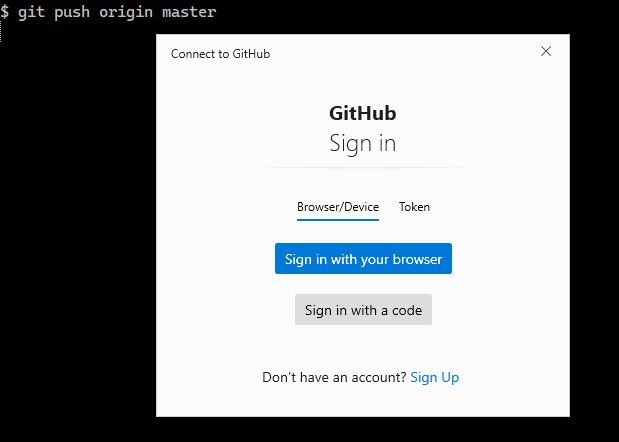 $ git push origin master
Connect to GitHub
GitHub
Sign in
Browser/Device Token
Sign in with your browser
Sign in with a code
Don't have an account? Sign Up